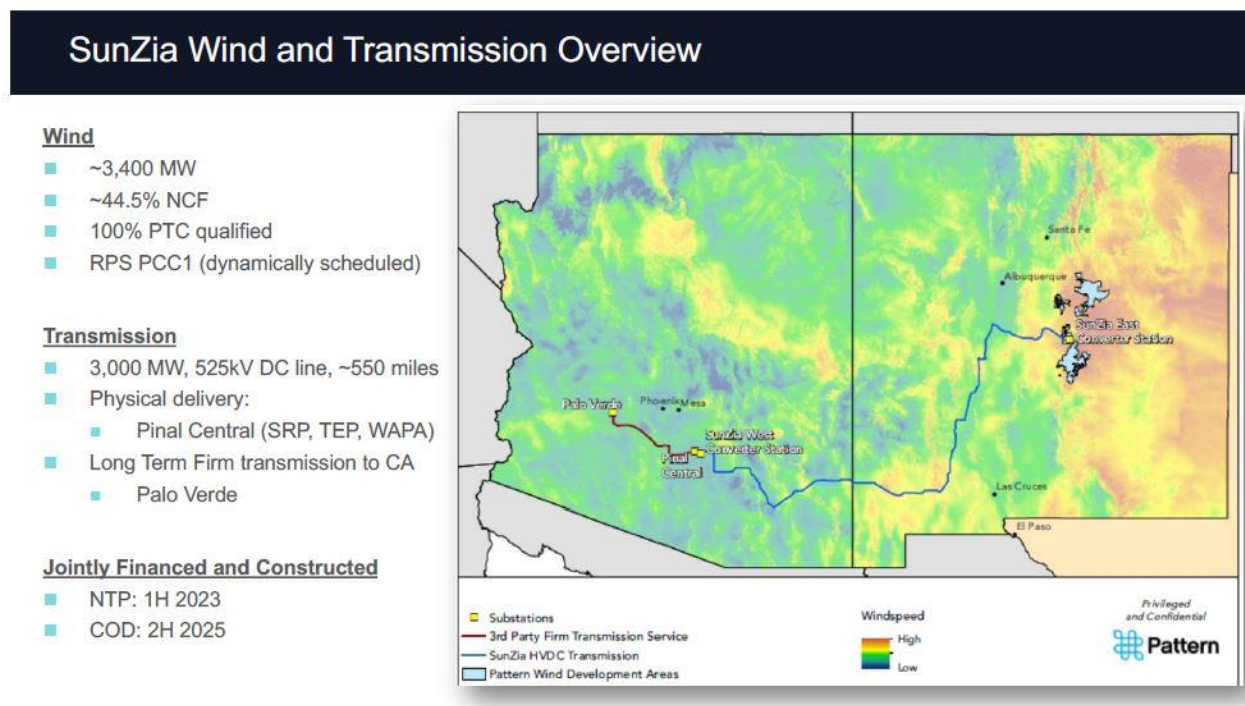 SunZia Wind and Transmission Overview
Wind
~3,400 MW
~44.5% NCF
100% PTC qualified
RPS PCC1 (dynamically scheduled)
Transmission
3,000 MW, 525kV DC line, ~550 miles
Physical delivery:
Pinal Central (SRP, TEP, WAPA)
Long Term Firm transmission to CA
Palo Verde
Jointly Financed and Constructed
NTP: 1H 2023
COD: 2H 2025
Santa Fe
Albuquerque
SunZia East
Converter Station
Palo Verde
Phoenix
Mesa
SunZia West
Converter Station
Pinal
Central
Las Cruces
El Paso
Substations
3rd Party Firm Transmission Service
SunZia HVDC Transmission
Pattern Wind Development Areas
Windspeed
High
Low
Privileged
and Confidential
Pattern